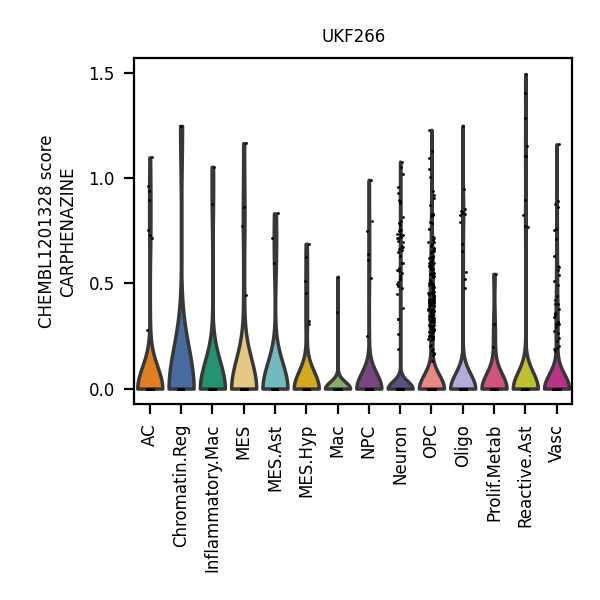 UKF266
CHEMBL1201328 score
CARPHENAZINE
1.5
1.0
0.5
0.0
AC
Chromatin.Reg
Inflammatory.Mac
MES
MES.Ast
MES.Hyp
Mac
NPC
Neuron
OPC
Oligo
Prolif.Metab
Reactive.Ast
Vasc